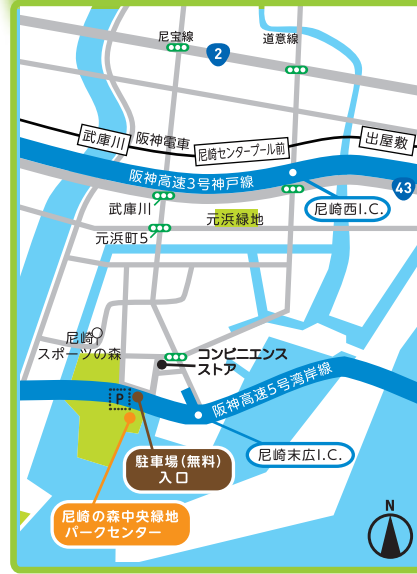 尼宝線
道意線
2
武庫川
阪神電車
尼崎センタープール前
出屋敷
阪神高速3号神戸線
43
武庫川
元浜緑地
尼崎西I.C.
元浜町5
尼崎
スポーツの森
コンビニエンス
ストア
P
阪神高速5号湾岸線
駐車場(無料)
入口
尼崎末広I.C.
尼崎の森中央緑地
パークセンター
N